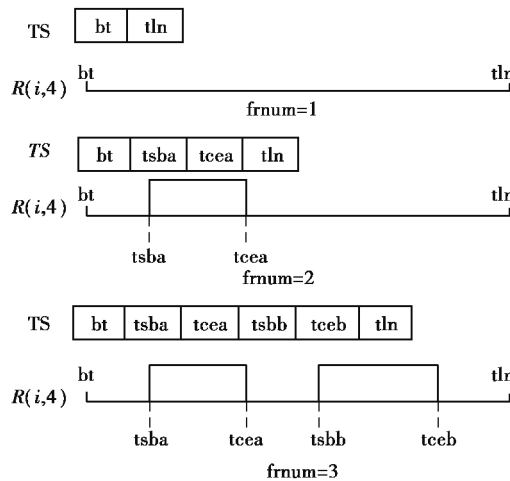 TS bt tln
bt tln
R(i,4)
frnum=1
TS bt tsba tcea tln
bt tln
R(i,4)
tsba tcea
frnum=2
TS bt tsba tcea tsbb tceb tln
bt tln
R(i,4)
tsba tcea tsbb tceb
frnum=3